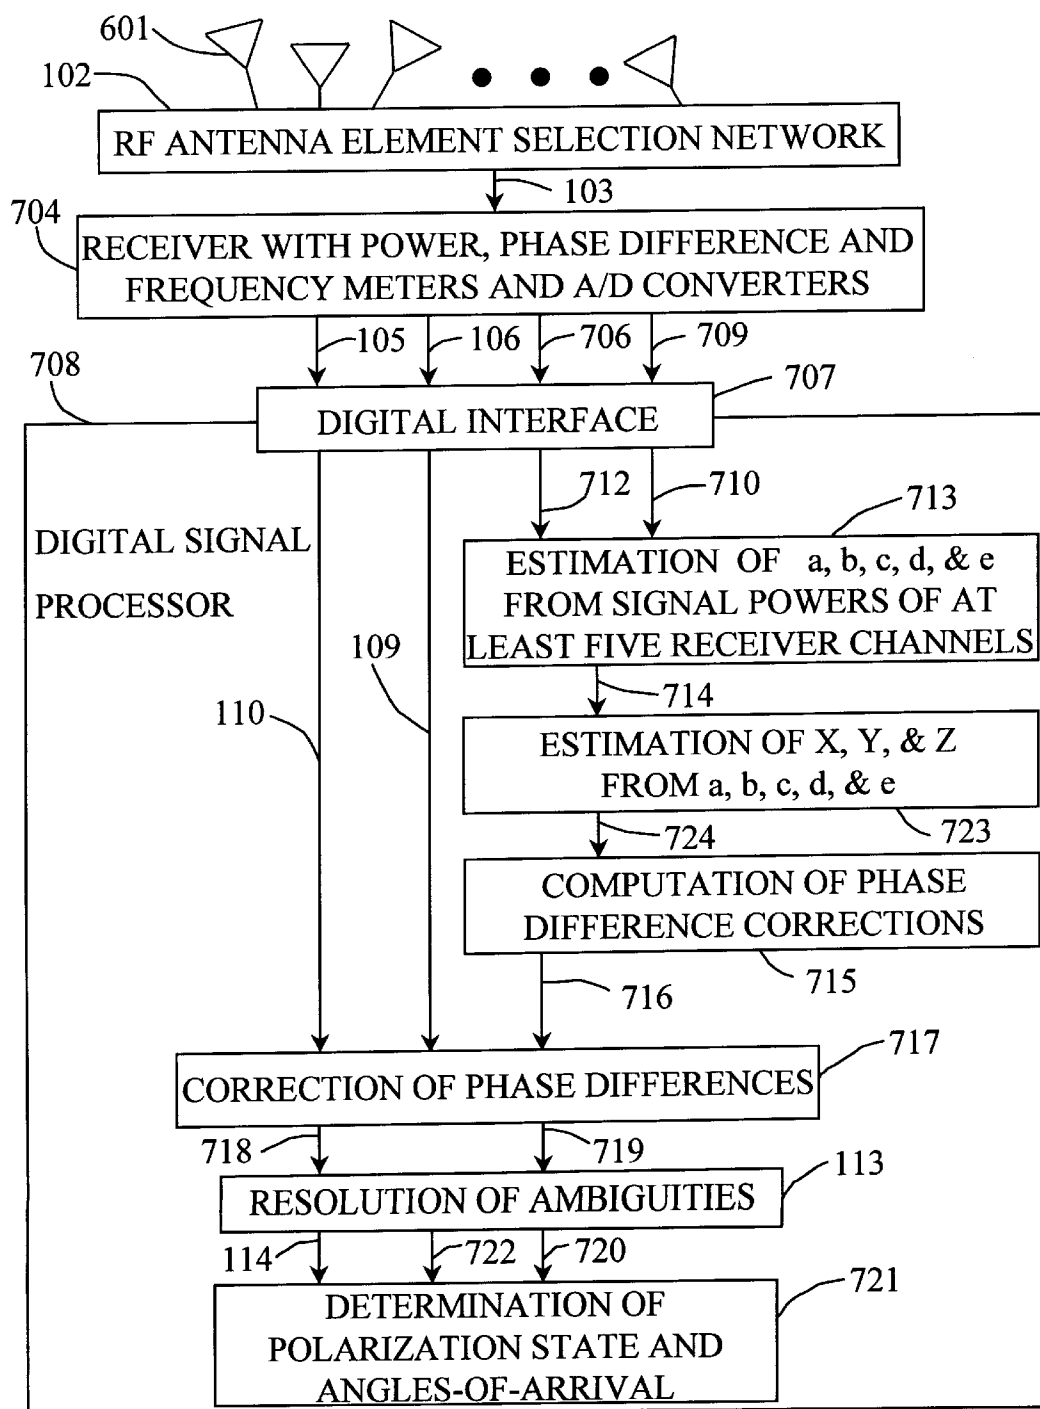 601
102
RF ANTENNA ELEMENT SELECTION NETWORK
103
704
RECEIVER WITH POWER, PHASE DIFFERENCE AND
FREQUENCY METERS AND A/D CONVERTERS
105
106
706
709
708
707
DIGITAL INTERFACE
712
710
713
DIGITAL SIGNAL
PROCESSOR
ESTIMATION OF a, b, c, d, & e
FROM SIGNAL POWERS OF AT
LEAST FIVE RECEIVER CHANNELS
109
110
714
ESTIMATION OF X, Y, & Z
FROM a, b, c, d, & e
724
723
COMPUTATION OF PHASE
DIFFERENCE CORRECTIONS
716
715
717
CORRECTION OF PHASE DIFFERENCES
718
719
113
RESOLUTION OF AMBIGUITIES
114
722
720
721
DETERMINATION OF
POLARIZATION STATE AND
ANGLES-OF-ARRIVAL